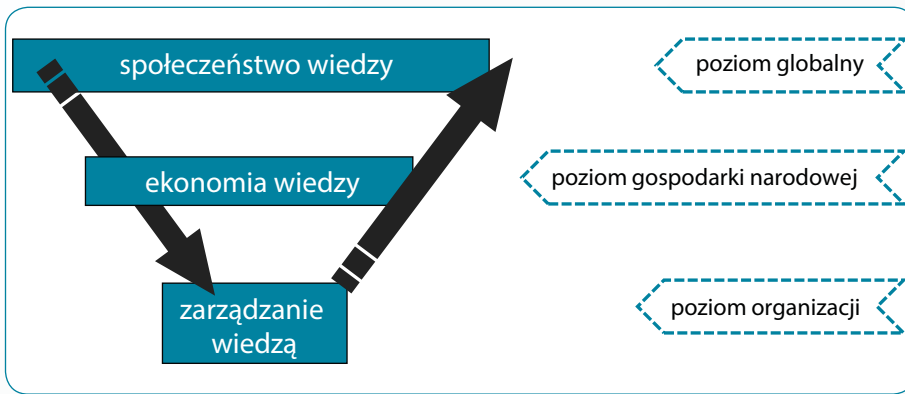 społeczeństwo wiedzy
poziom globalny
ekonomia wiedzy
poziom gospodarki narodowej
zarządzanie
wiedzą
poziom organizacji